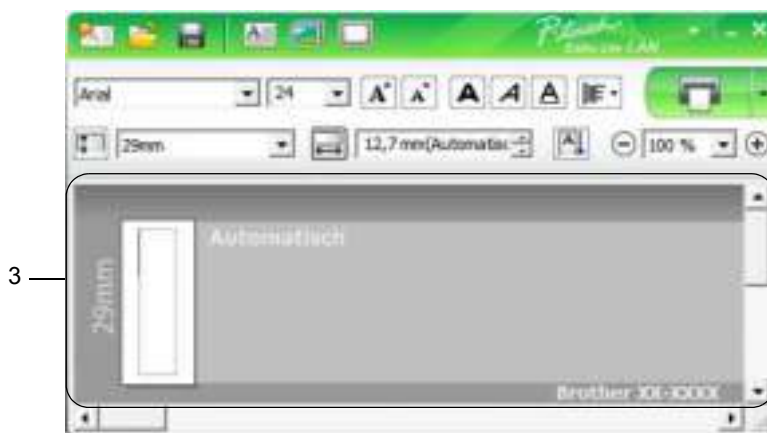 P-touch
Editor Lite LAN
Arial 24 A A A A A
29mm 12,7 mm(Automatisc A 100 %
3
Automatisch
29mm
Brother XX-XXXX